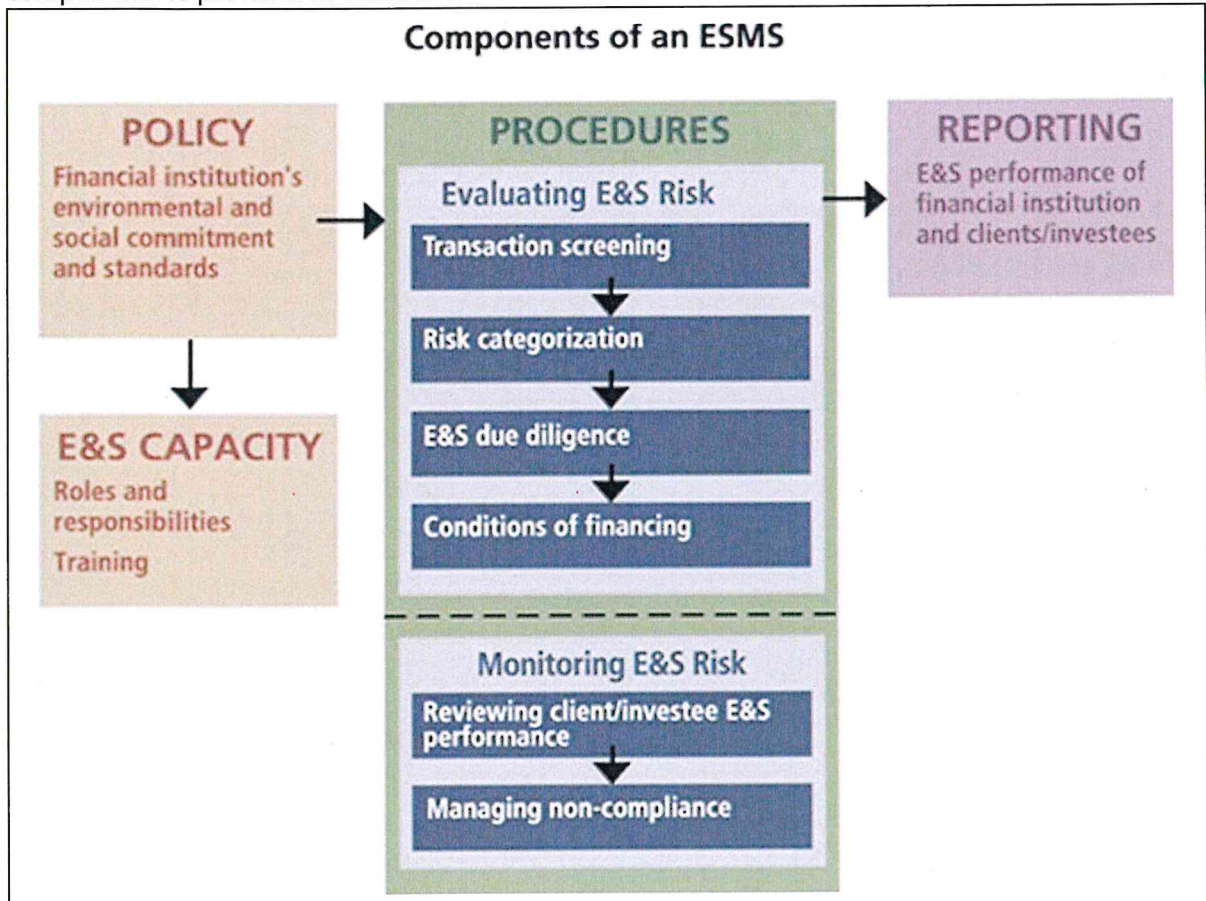 Components of an ESMS
POLICY
Financial institution's
environmental and
social commitment
and standards
E&S CAPACITY
Roles and
responsibilities
Training
PROCEDURES
Evaluating E&S Risk
Transaction screening
Risk categorization
E&S due diligence
Conditions of financing
Monitoring E&S Risk
Reviewing client/investee E&S
performance
Managing non-compliance
REPORTING
E&S performance of
financial institution
and clients/investees